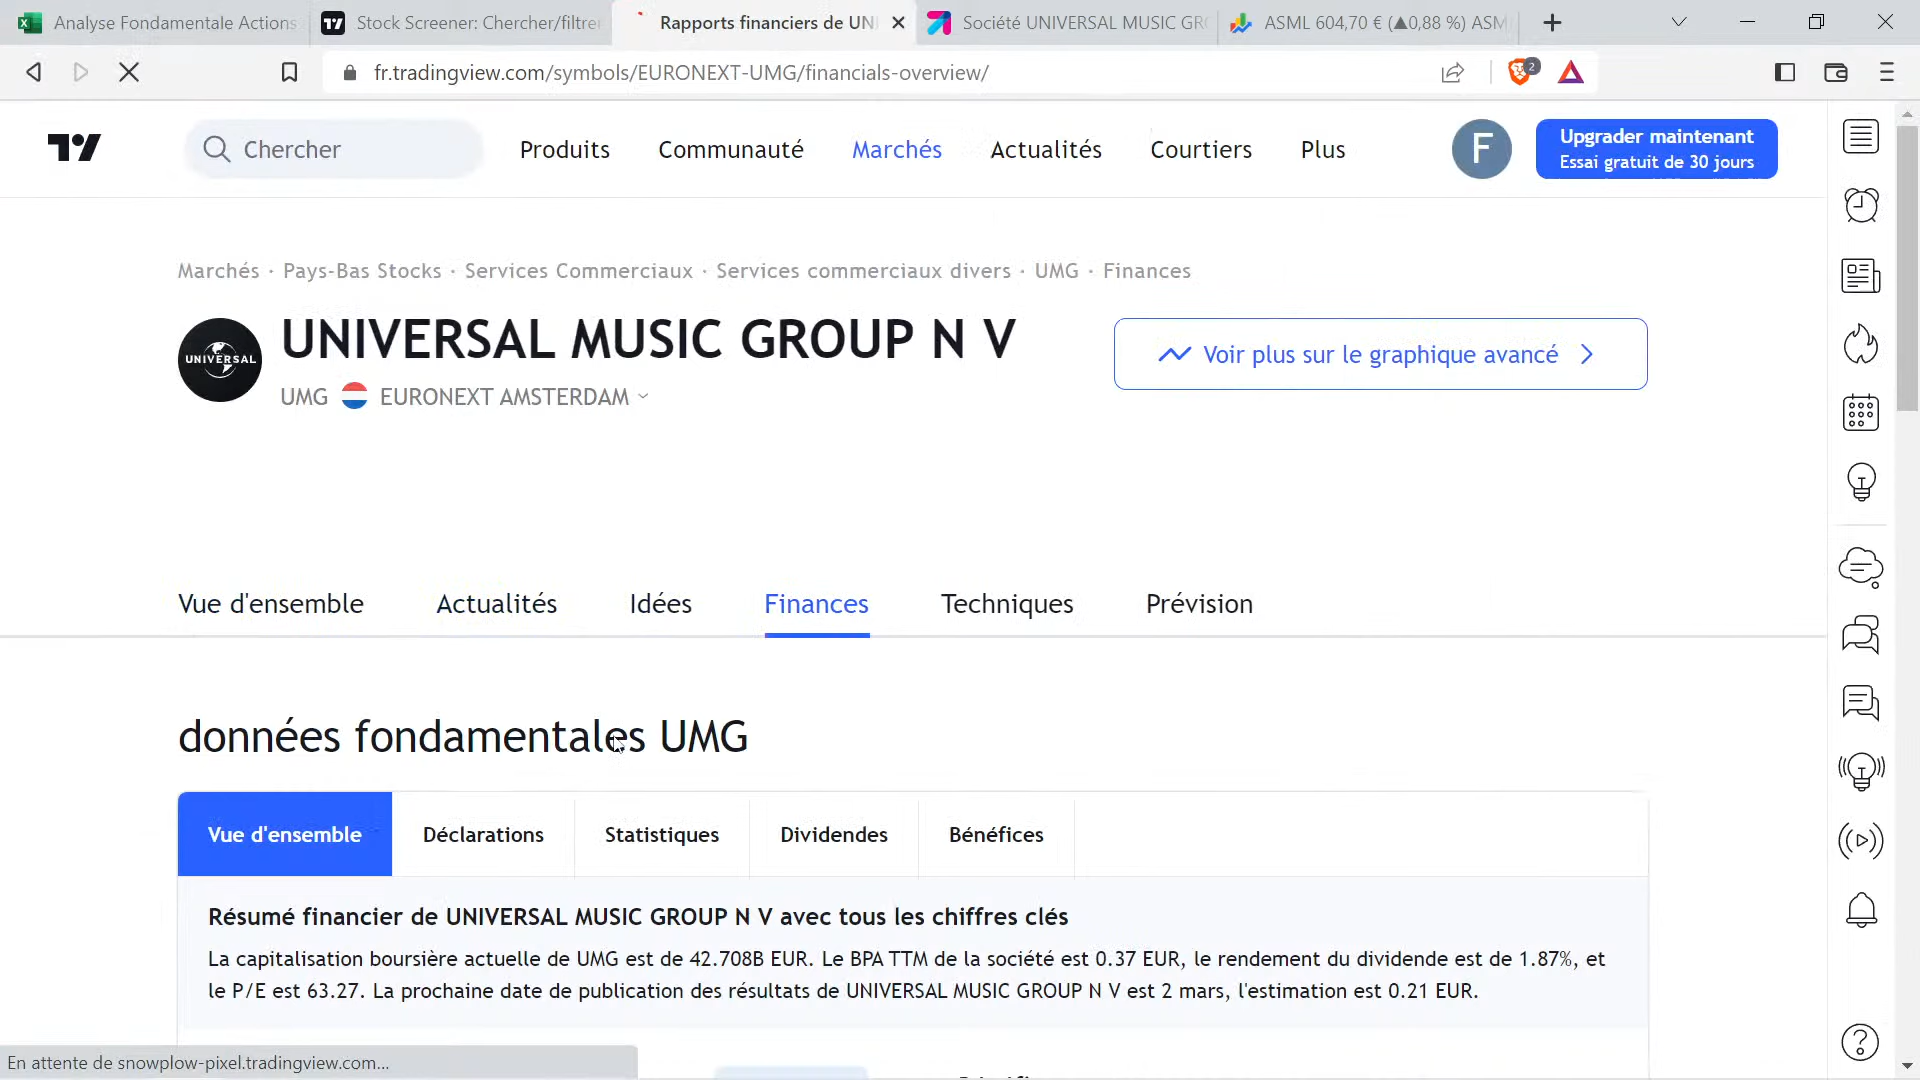 Analyse Fondamentale Actions
Stock Screener: Chercher/filtrer
Rapports financiers de UNI
Société UNIVERSAL MUSIC GR
ASML 604,70 € (▲0,88 %) ASM
fr.tradingview.com/symbols/EURONEXT-UMG/financials-overview/
2
Chercher
Produits
Communauté
Marchés
Actualités
Courtiers
Plus
F
Upgrader maintenant
Essai gratuit de 30 jours
Marchés · Pays-Bas Stocks · Services Commerciaux · Services commerciaux divers · UMG · Finances
UNIVERSAL
UNIVERSAL MUSIC GROUP N V
UMG EURONEXT AMSTERDAM
Voir plus sur le graphique avancé
Vue d'ensemble
Actualités
Idées
Finances
Techniques
Prévision
données fondamentales UMG
Vue d'ensemble
Déclarations
Statistiques
Dividendes
Bénéfices
Résumé financier de UNIVERSAL MUSIC GROUP N V avec tous les chiffres clés
La capitalisation boursière actuelle de UMG est de 42.708B EUR. Le BPA TTM de la société est 0.37 EUR, le rendement du dividende est de 1.87%, et
le P/E est 63.27. La prochaine date de publication des résultats de UNIVERSAL MUSIC GROUP N V est 2 mars, l'estimation est 0.21 EUR.
En attente de snowplow-pixel.tradingview.com...